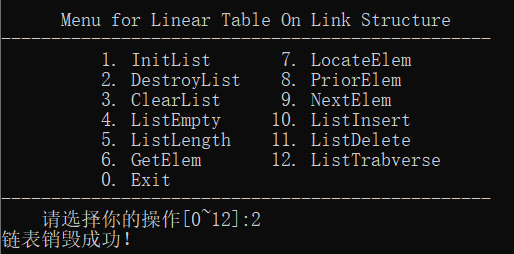 Menu for Linear Table On Link Structure
-------------------------------------------------
1. InitList 7. LocateElem
2. DestroyList 8. PriorElem
3. ClearList 9. NextElem
4. ListEmpty 10. ListInsert
5. ListLength 11. ListDelete
6. GetElem 12. ListTrabverse
0. Exit
-------------------------------------------------
请选择你的操作[0~12]:2
链表销毁成功!